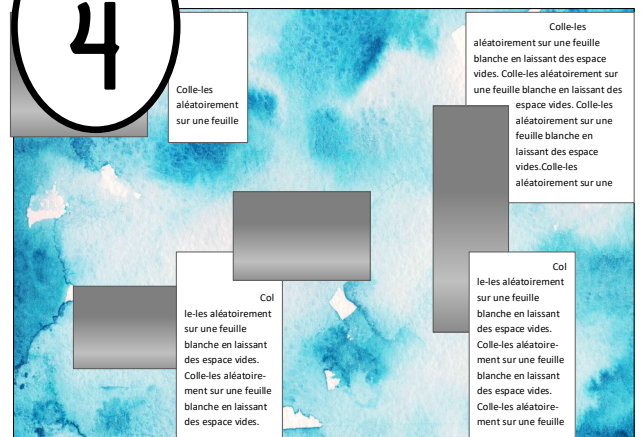 4
Colle-les
aléatoirement
sur une feuille
Colle-les
aléatoirement sur une feuille
blanche en laissant des espace
vides. Colle-les aléatoirement sur
une feuille blanche en laissant des
espace vides. Colle-les
aléatoirement sur une
feuille blanche en
laissant des espace
vides.Colle-les
aléatoirement sur une
Col
le-les aléatoirement
sur une feuille
blanche en laissant
des espace vides.
Colle-les aléatoire-
ment sur une feuille
blanche en laissant
des espace vides.
Col
le-les aléatoirement
sur une feuille
blanche en laissant
des espace vides.
Colle-les aléatoire-
ment sur une feuille
blanche en laissant
des espace vides.
Colle-les aléatoire-
ment sur une feuille